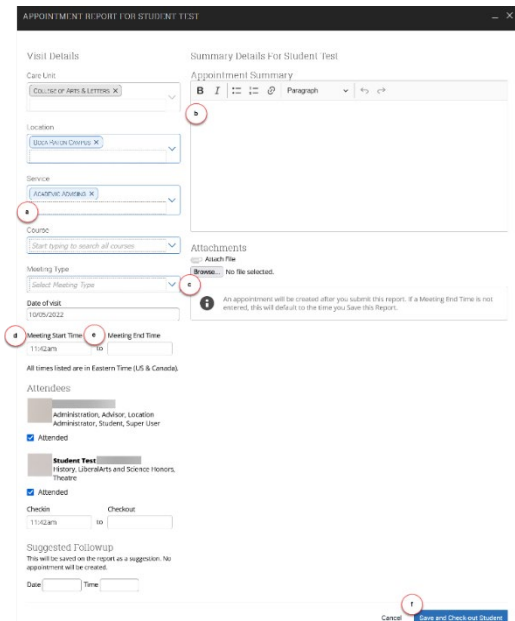 APPOINTMENT REPORT FOR STUDENT TEST
Visit Details
Care Unit
COLLEGE OF ARTS & LETTERS
Location
BOCA RATON CAMPUS
Service
ACADEMIC ADVISING
a
Course
Start typing to search all courses
Meeting Type
Select Meeting Type
c
Date of visit
10/05/2022
d Meeting Start Time e Meeting End Time
11:42am to
All times listed are in Eastern Time (US & Canada).
Attendees
Administration, Advisor, Location
Administrator, Student, Super User
Attended
Student Test
History, LiberalArts and Science Honors,
Theatre
Attended
Checkin Checkout
11:42am to
Suggested Followup
This will be saved on the report as a suggestion. No
appointment will be created.
Date Time
Summary Details For Student Test
Appointment Summary
B I Paragraph
b
Attachments
Attach File
Browse... No file selected.
An appointment will be created after you submit this report. If a Meeting End Time is not
entered, this will default to the time you Save this Report.
f
Cancel Save and Check-out Student